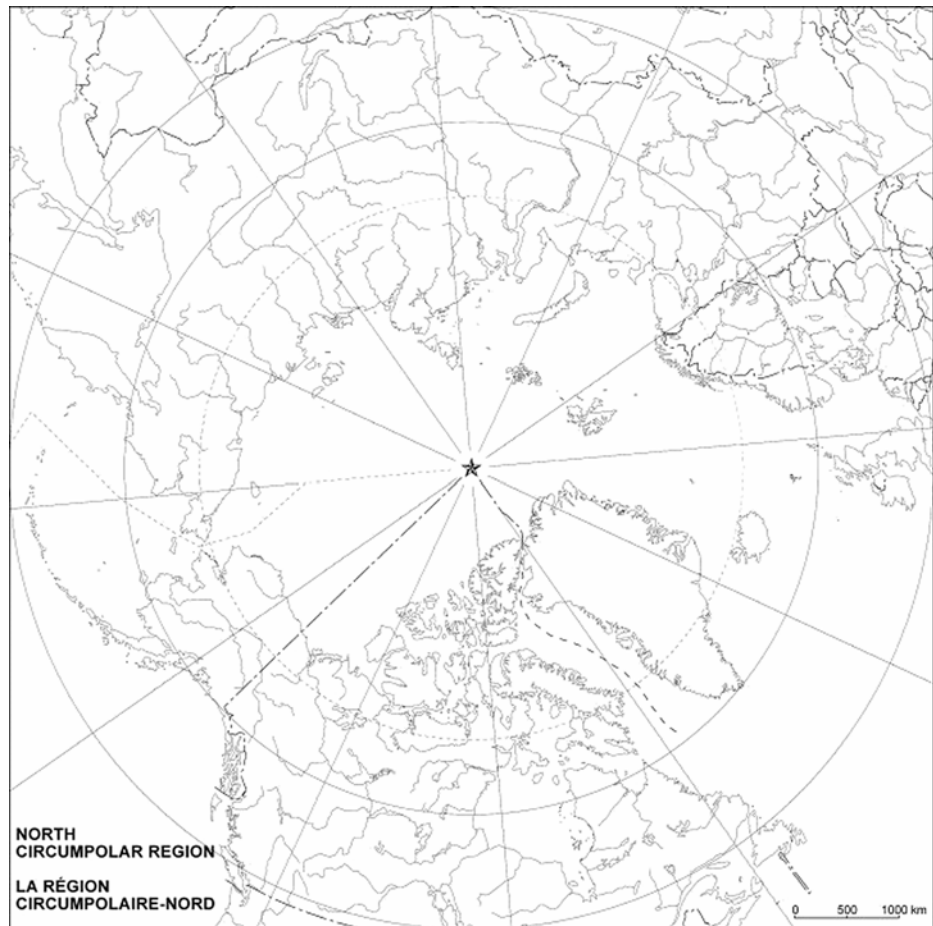 NORTH
CIRCUMPOLAR REGION
LA RÉGION
CIRCUMPOLAIRE-NORD
0 500 1000 km